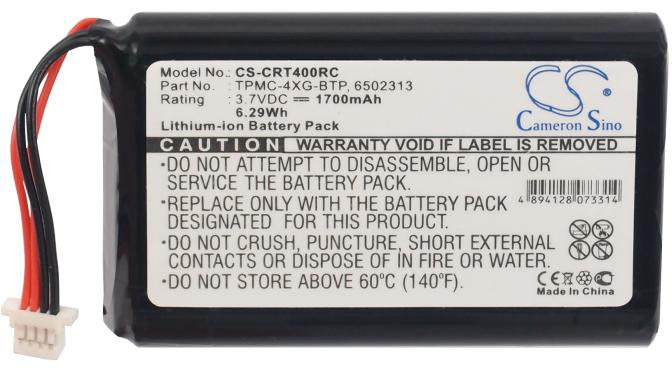 Model No.: CS-CRT400RC
Part No. : TPMC-4XG-BTP, 6502313
Rating : 3.7VDC 1700mAh
6.29Wh
Lithium-ion Battery Pack
CS
Cameron Sino
CAUTION WARRANTY VOID IF LABEL IS REMOVED
•DO NOT ATTEMPT TO DISASSEMBLE, OPEN OR
SERVICE THE BATTERY PACK.
•REPLACE ONLY WITH THE BATTERY PACK
DESIGNATED FOR THIS PRODUCT.
•DO NOT CRUSH, PUNCTURE, SHORT EXTERNAL
CONTACTS OR DISPOSE OF IN FIRE OR WATER.
•DO NOT STORE ABOVE 60°C (140°F)
4 894128 073314
CE
Made In China